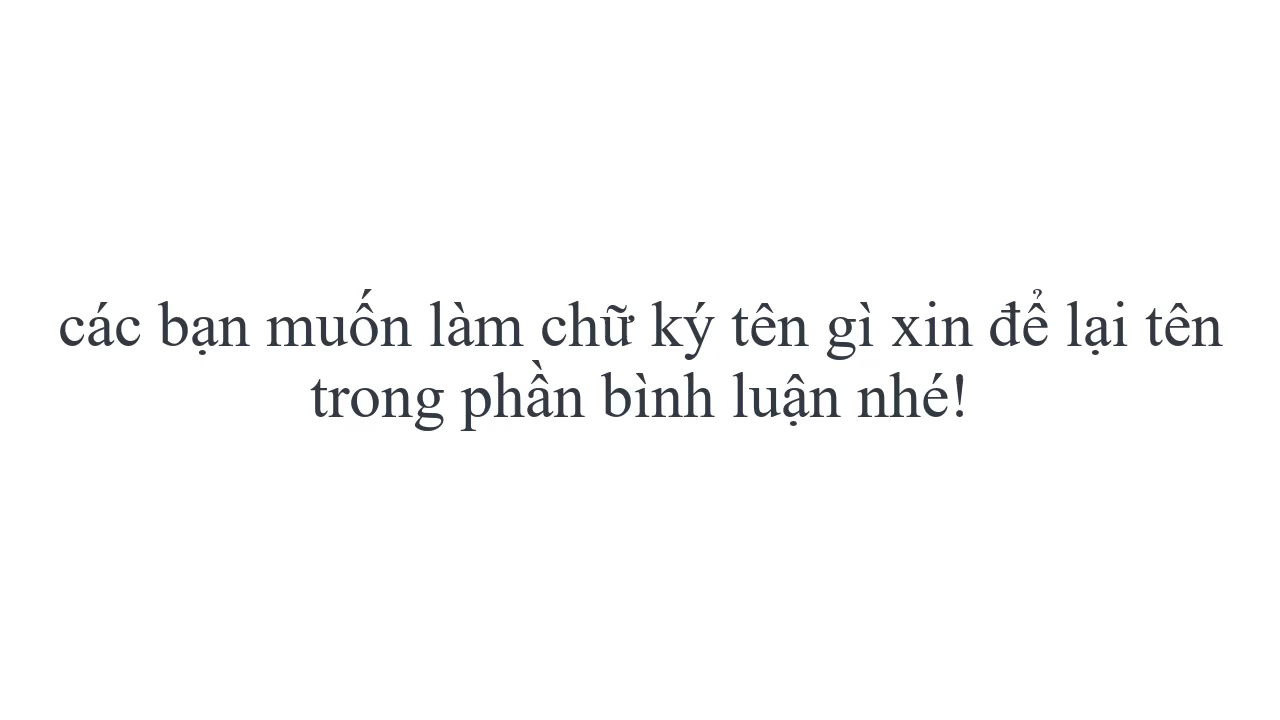 các bạn muốn làm chữ ký tên gì xin để lại tên
trong phần bình luận nhé!